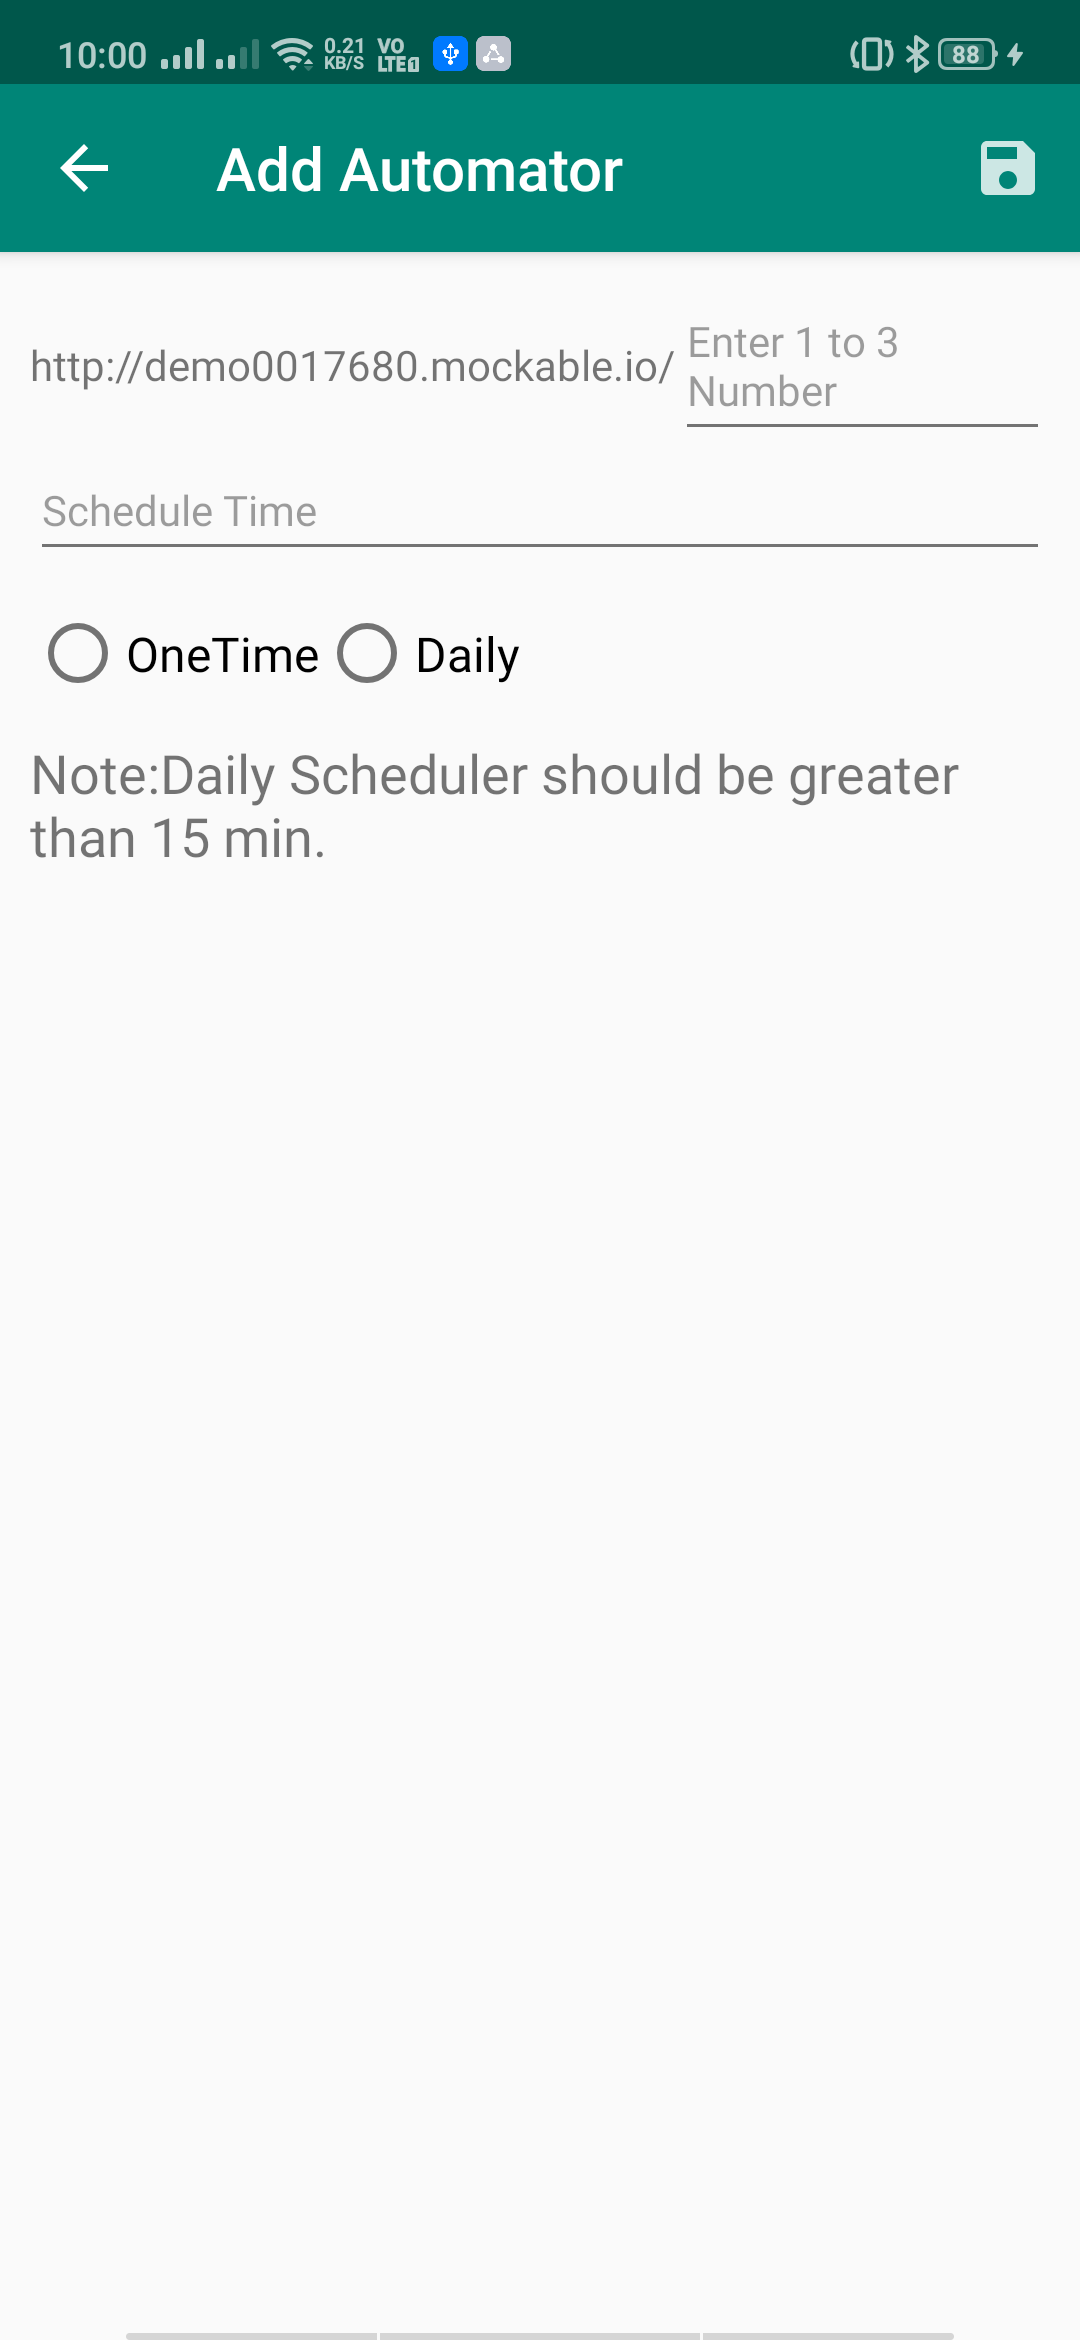 10:00 0.21 KB/S VO LTE 1 88
Add Automator
http://demo0017680.mockable.io/ Enter 1 to 3
Number
Schedule Time
OneTime Daily
Note:Daily Scheduler should be greater
than 15 min.